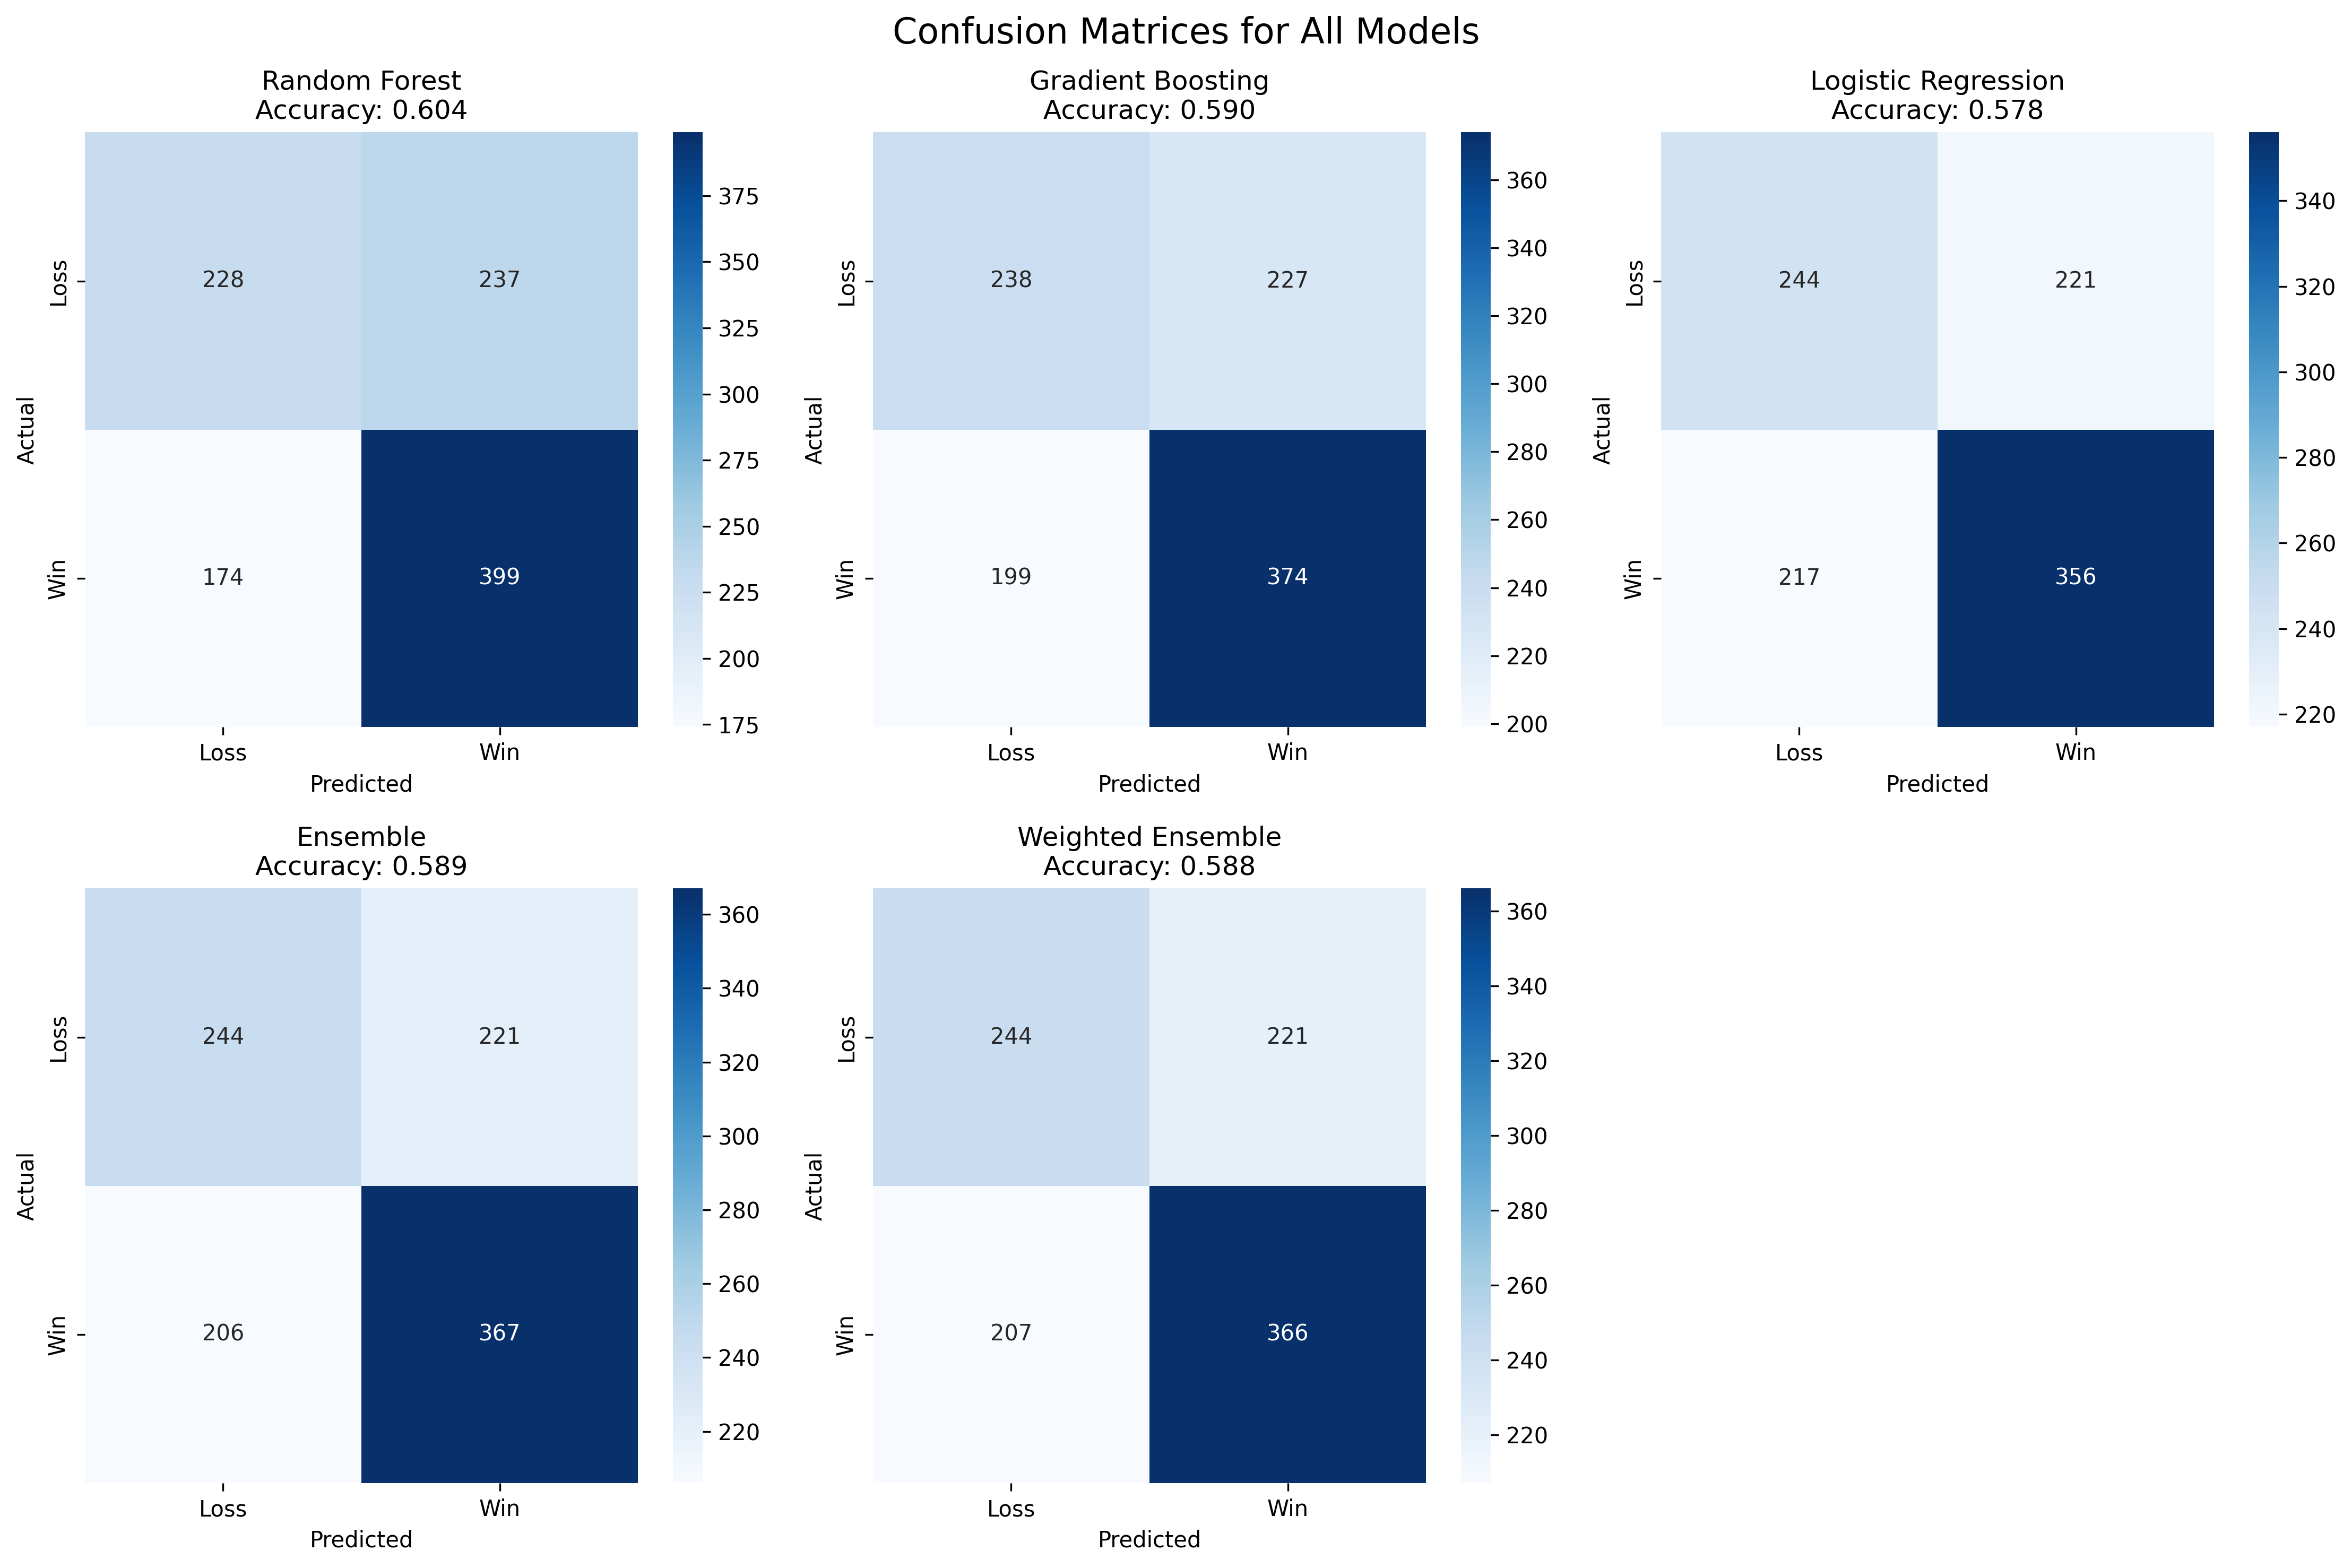 Confusion Matrices for All Models
Random Forest
Accuracy: 0.604
Loss
Win
Actual
228
237
174
399
Loss
Win
Predicted
375
350
325
300
275
250
225
200
175
Gradient Boosting
Accuracy: 0.590
Loss
Win
Actual
238
227
199
374
Loss
Win
Predicted
360
340
320
300
280
260
240
220
200
Logistic Regression
Accuracy: 0.578
Loss
Win
Actual
244
221
217
356
Loss
Win
Predicted
340
320
300
280
260
240
220
Ensemble
Accuracy: 0.589
Loss
Win
Actual
244
221
206
367
Loss
Win
Predicted
360
340
320
300
280
260
240
220
Weighted Ensemble
Accuracy: 0.588
Loss
Win
Actual
244
221
207
366
Loss
Win
Predicted
360
340
320
300
280
260
240
220